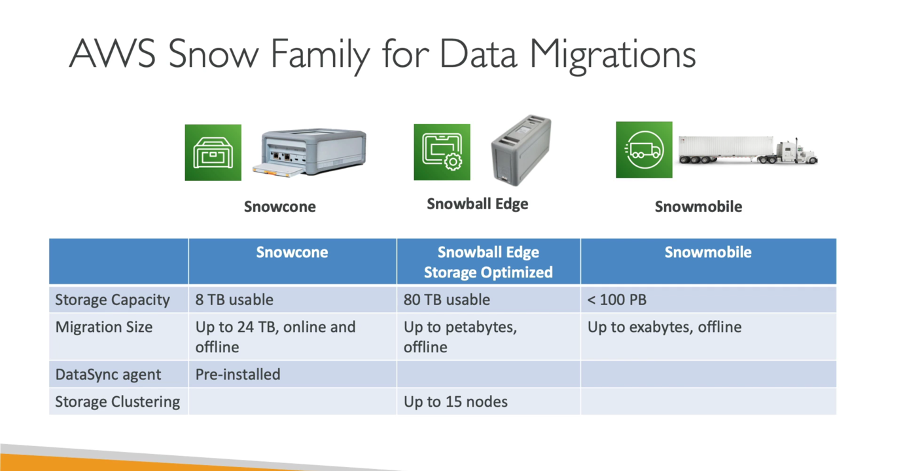 AWS Snow Family for Data Migrations
Snowcone
Snowball Edge
Snowmobile
Snowcone
Snowball Edge
Storage Optimized
Snowmobile
Storage Capacity
8 TB usable
80 TB usable
< 100 PB
Migration Size
Up to 24 TB, online and
offline
Up to petabytes,
offline
Up to exabytes, offline
DataSync agent
Pre-installed
Storage Clustering
Up to 15 nodes